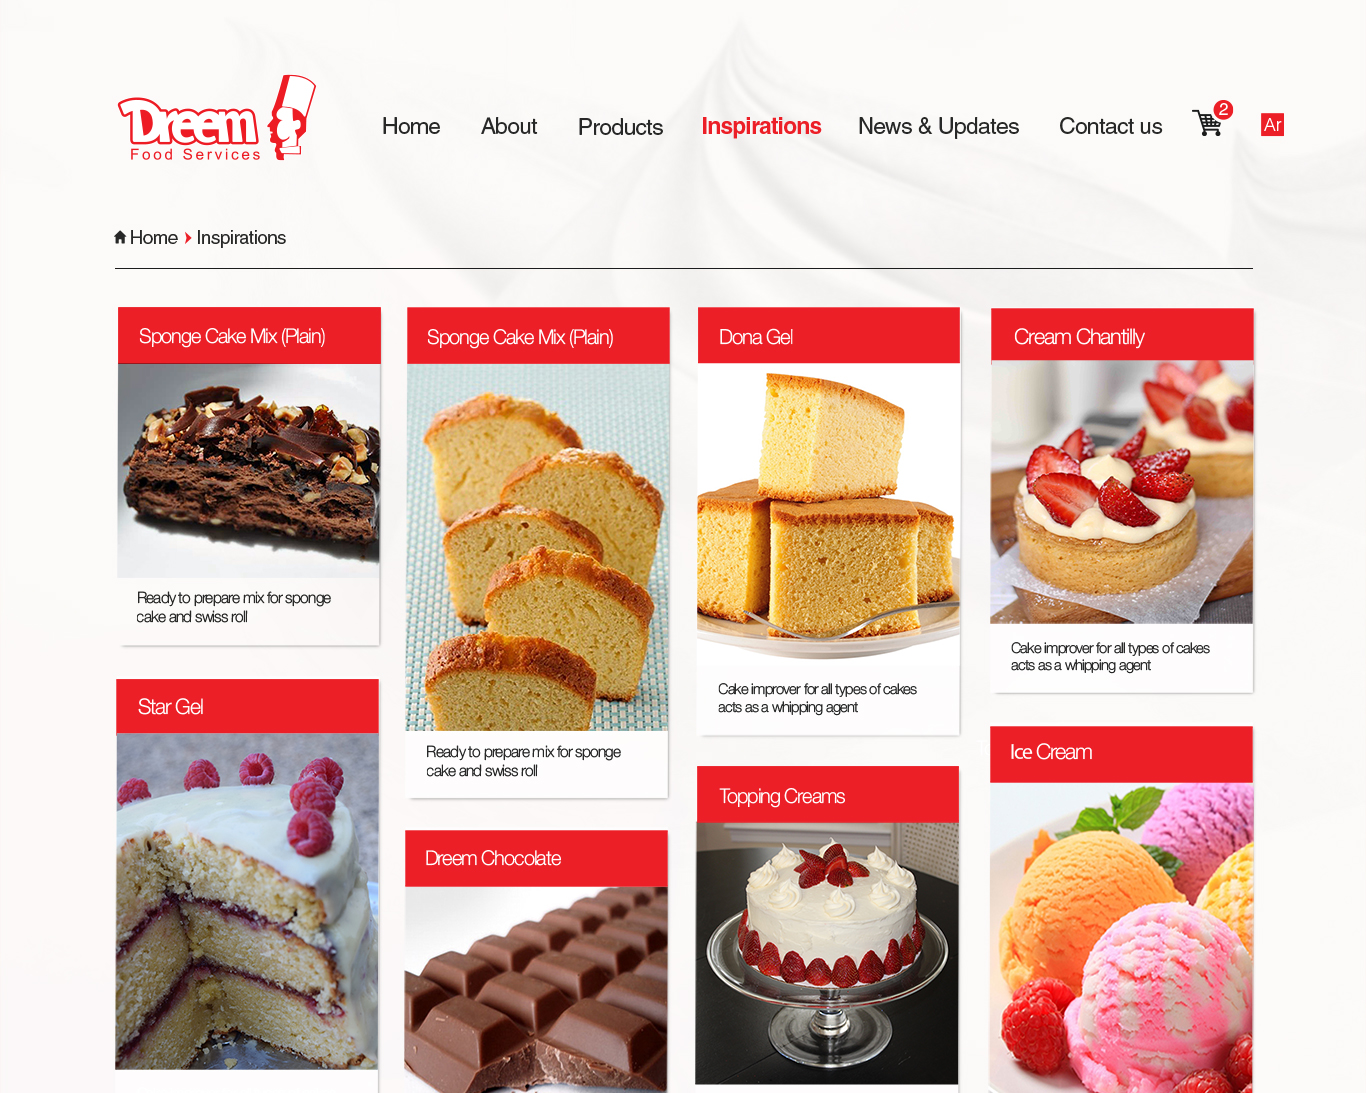 Dreem
Food Services
Home
About
Products
Inspirations
News & Updates
Contact us
2
Ar
Home
Inspirations
Sponge Cake Mix (Plain)
Ready to prepare mix for sponge
cake and swiss roll
Sponge Cake Mix (Plain)
Ready to prepare mix for sponge
cake and swiss roll
Dona Gel
Cake improver for all types of cakes
acts as a whipping agent
Cream Chantilly
Cake improver for all types of cakes
acts as a whipping agent
Star Gel
Dreem Chocolate
Topping Creams
Ice Cream